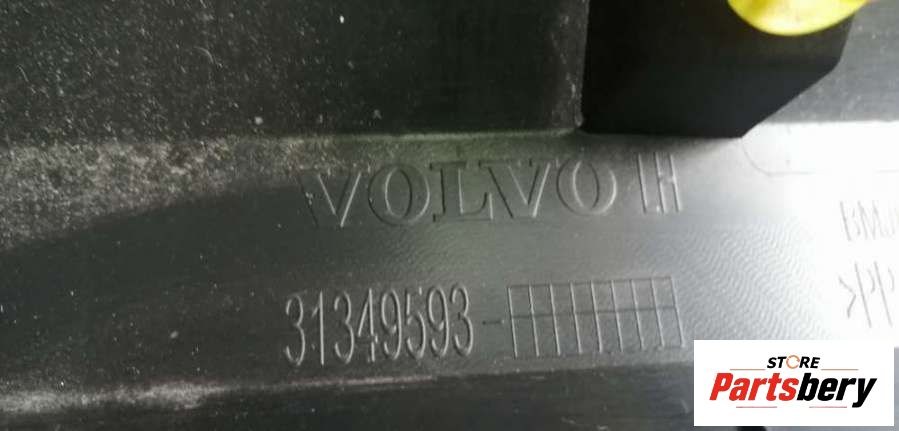 VOLVO LH
31349593-
STORE
Partsbery